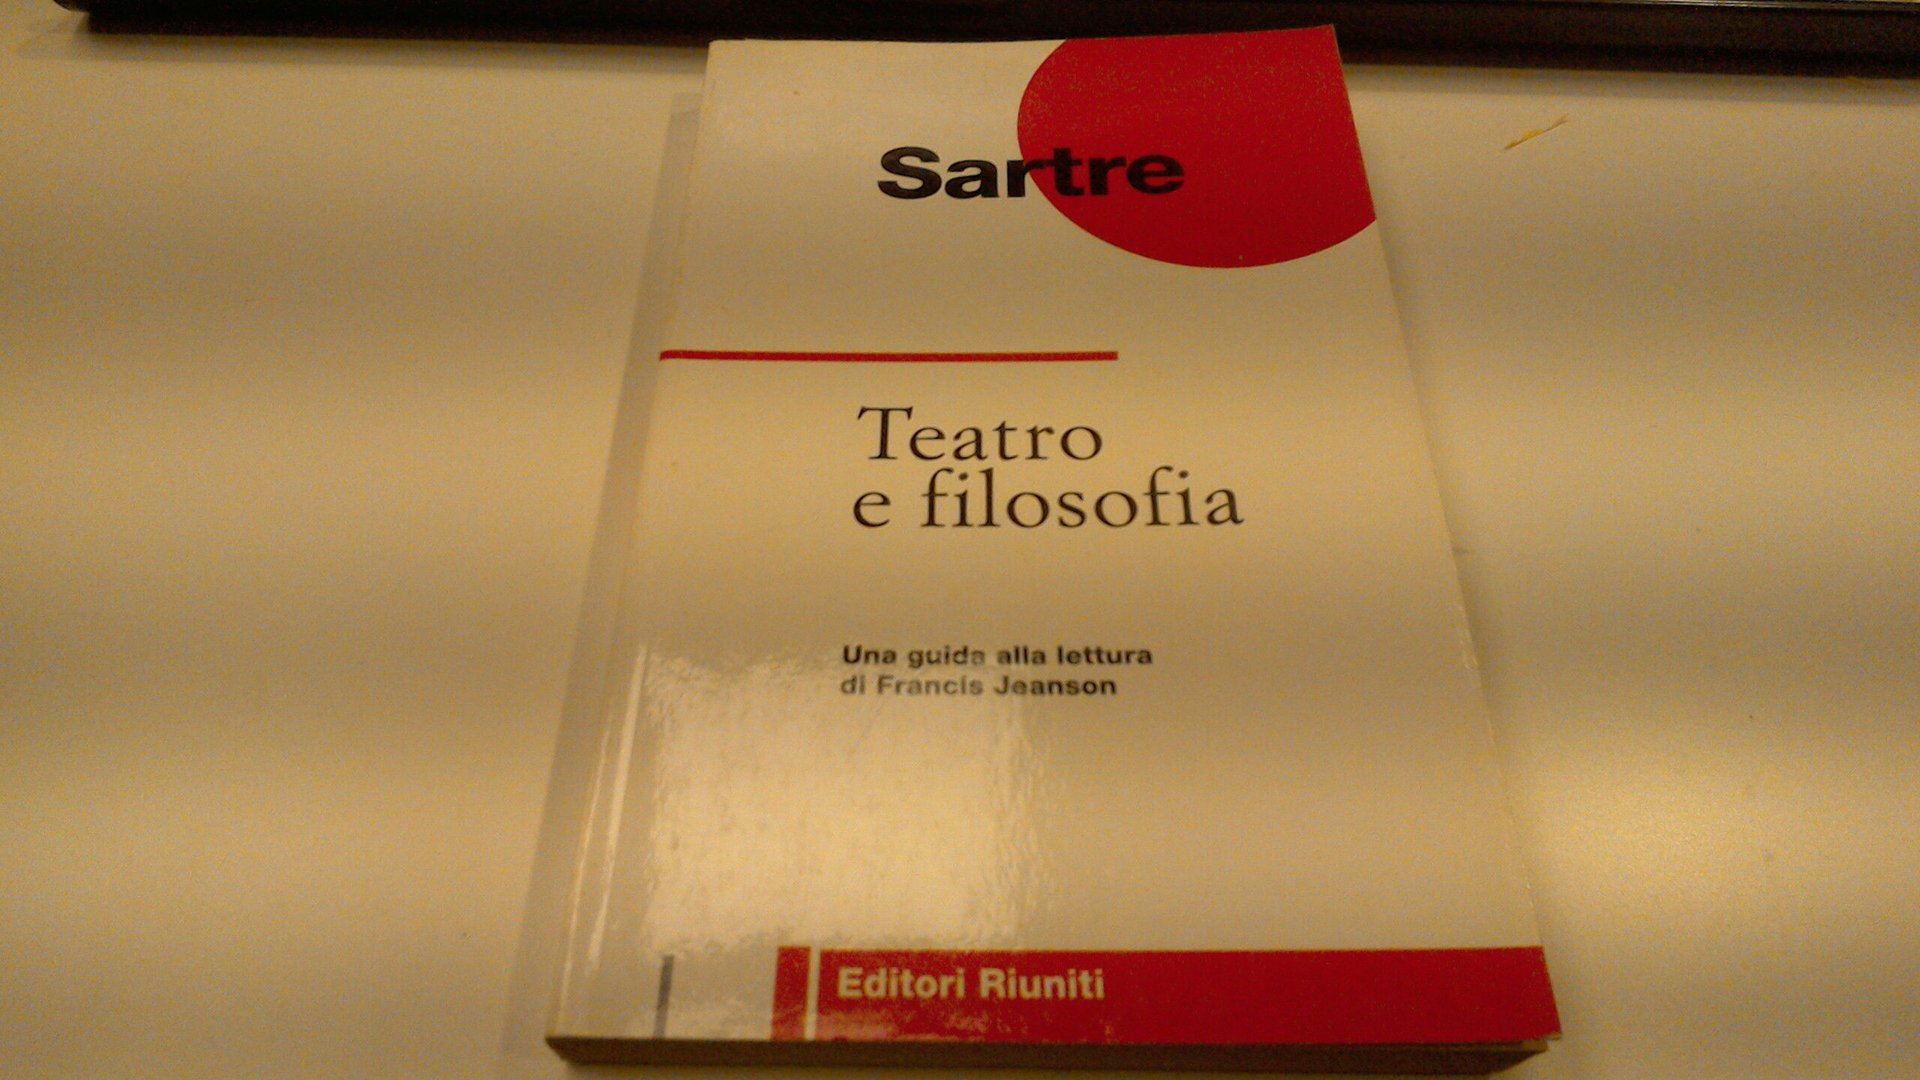 Sartre
Teatro
e filosofia
Una guida alla lettura
di Francis Jeanson
Editori Riuniti